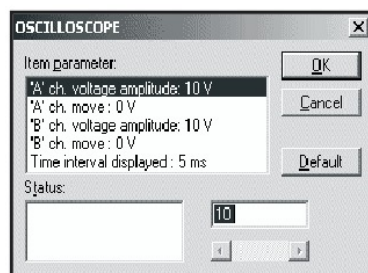 OSCILLOSCOPE
Item parameter:
OK
'A' ch. voltage amplitude: 10 V
'A' ch. move : 0 V
Cancel
'B' ch. voltage amplitude: 10 V
'B' ch. move : 0 V
Time interval displayed : 5 ms
Default
Status:
10